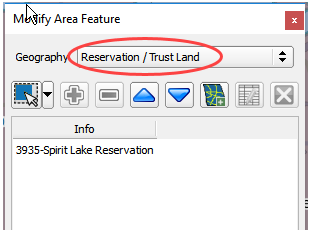 Modify Area Feature
Geography Reservation / Trust Land
Info
3935-Spirit Lake Reservation